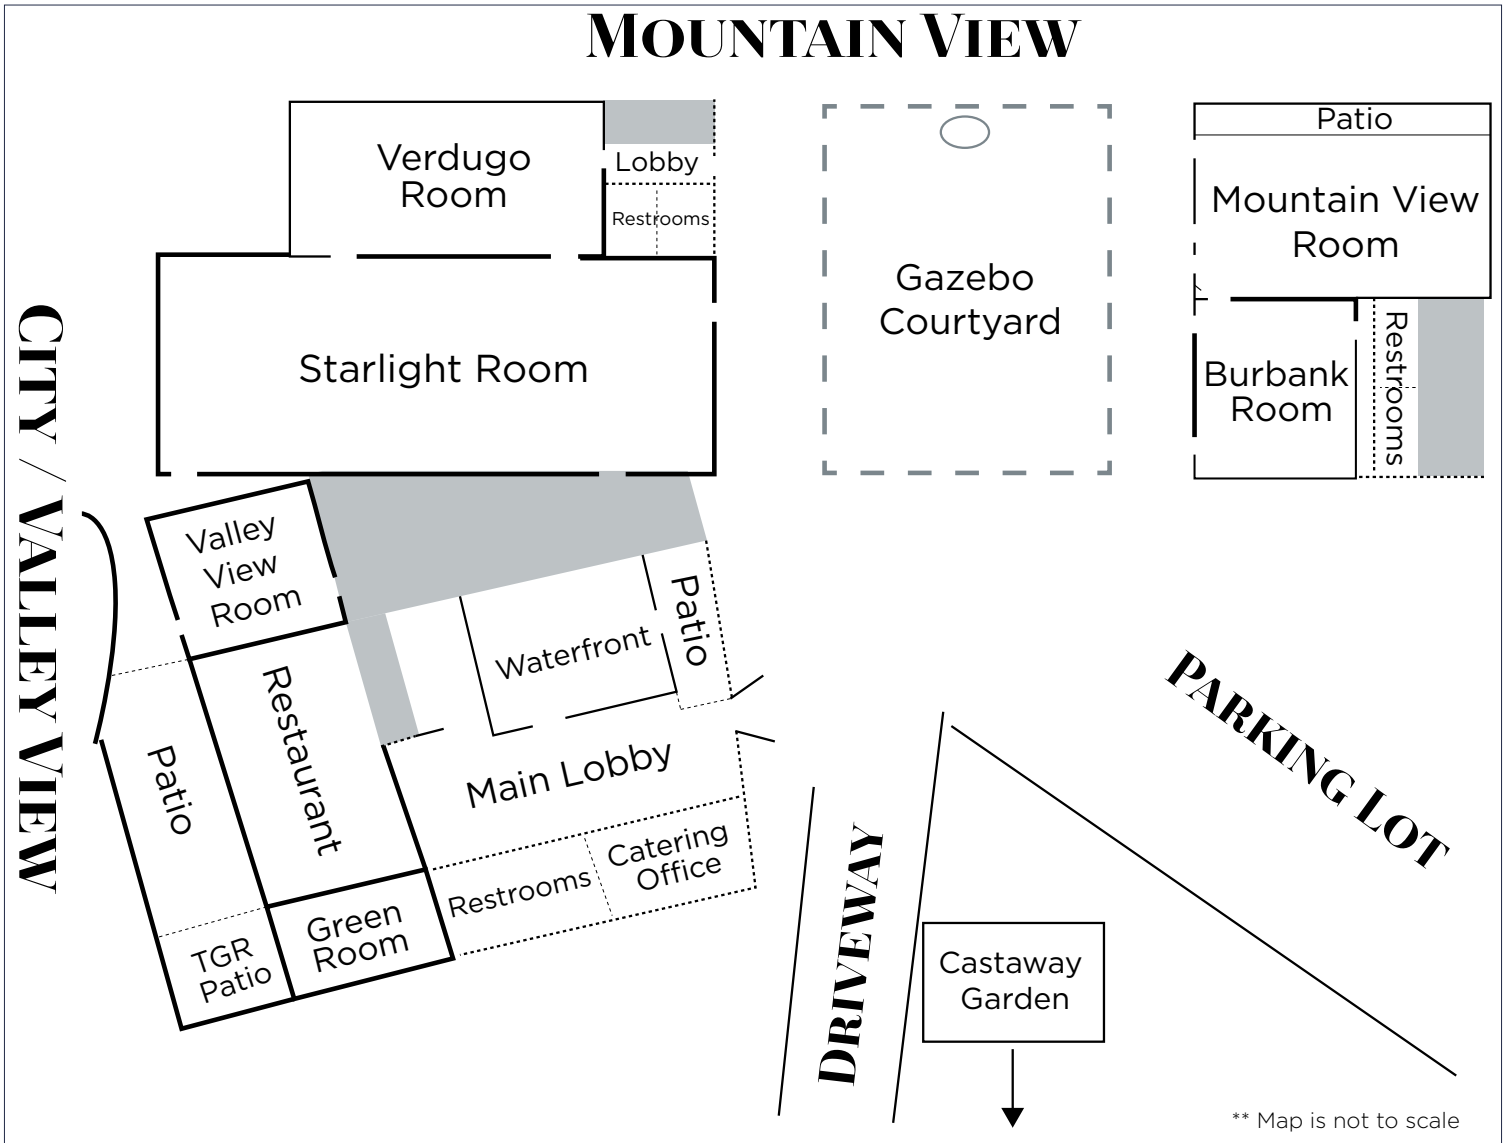 MOUNTAIN VIEW
Verdugo
Room
Lobby
Restrooms
Starlight Room
Gazebo
Courtyard
Patio
Mountain View
Room
Burbank
Room
Restrooms
CITY / VALLEY VIEW
Valley
View
Room
Waterfront
Patio
Patio
Restaurant
Main Lobby
Restrooms
Catering
Office
Green
Room
TGR
Patio
PARKING LOT
DRIVEWAY
Castaway
Garden
** Map is not to scale